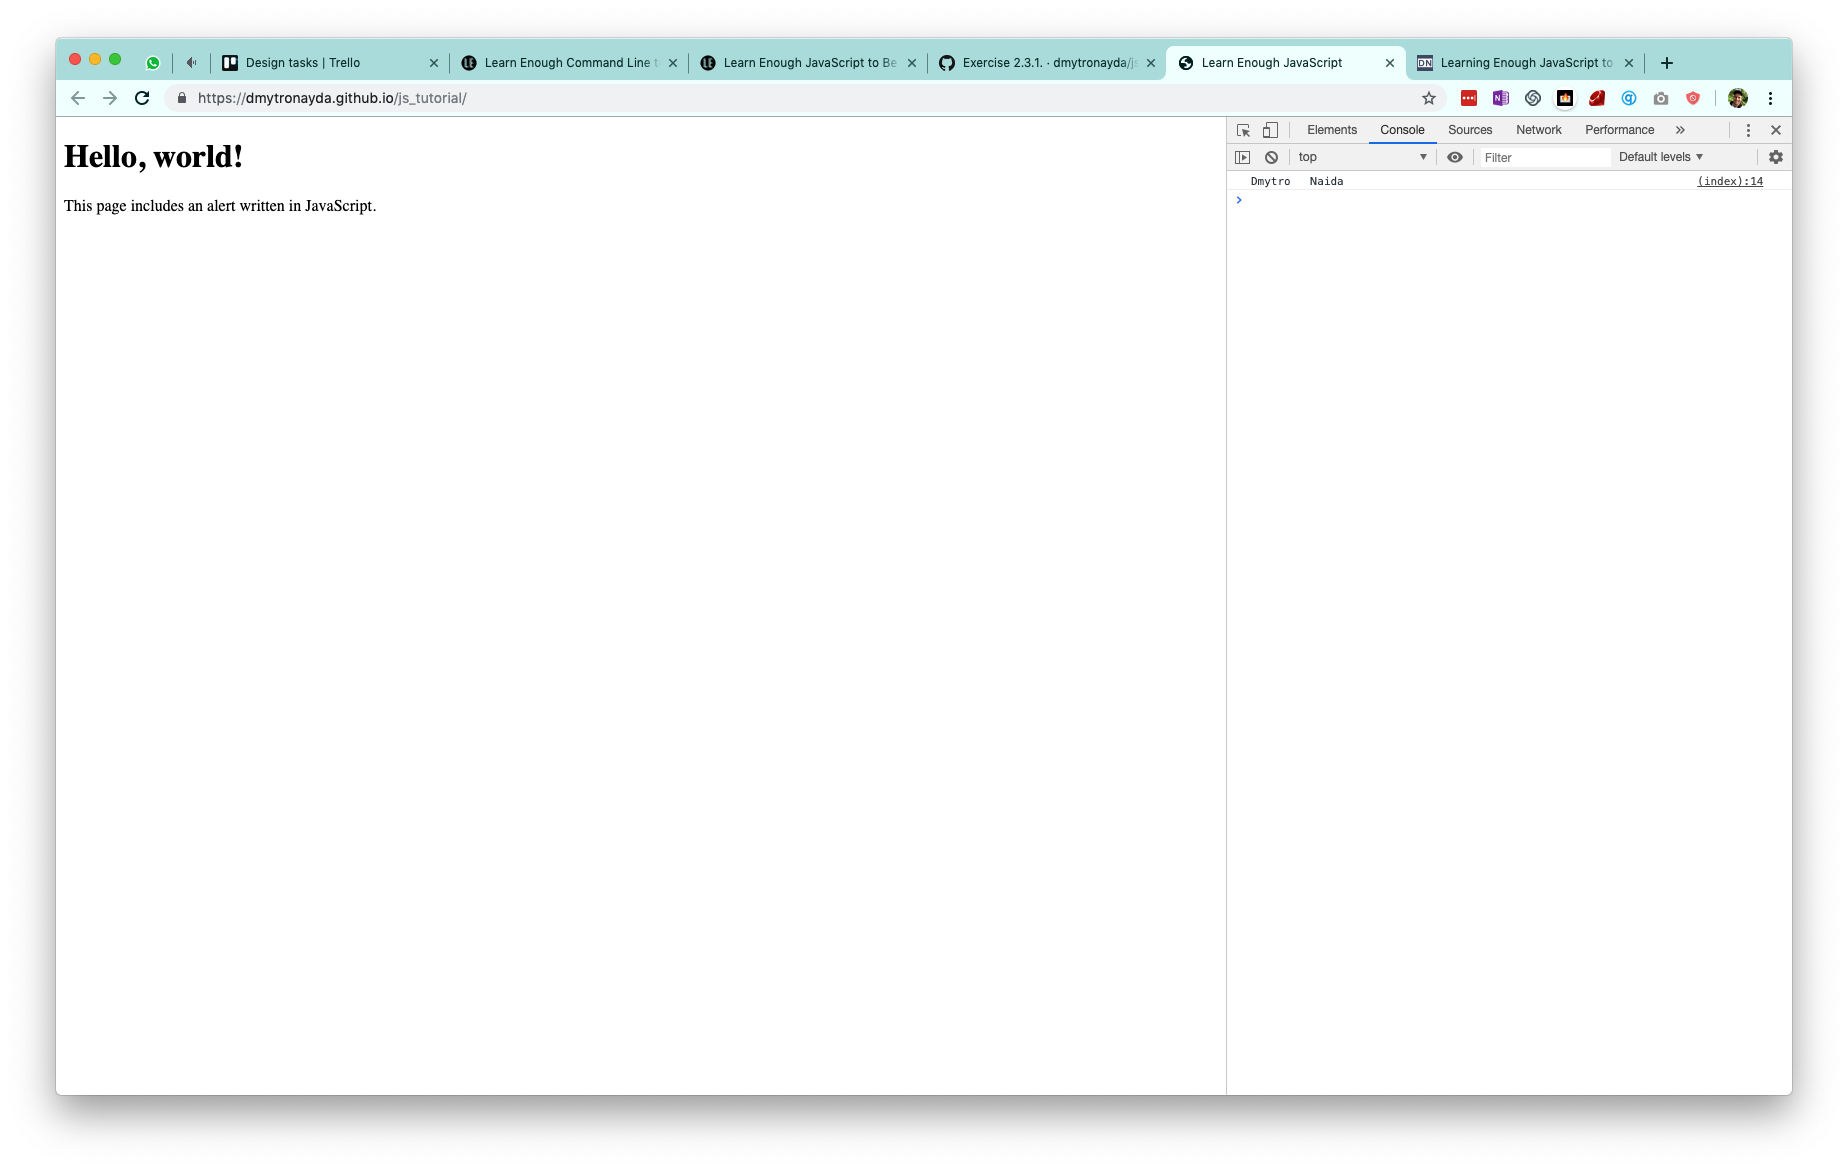 Design tasks | Trello
Learn Enough Command Line t
Learn Enough JavaScript to Be
Exercise 2.3.1. · dmytronayda/js
Learn Enough JavaScript
Learning Enough JavaScript to
https://dmytronayda.github.io/js_tutorial/
Hello, world!
This page includes an alert written in JavaScript.
Elements Console Sources Network Performance »
top Filter Default levels
Dmytro Naida (index):14